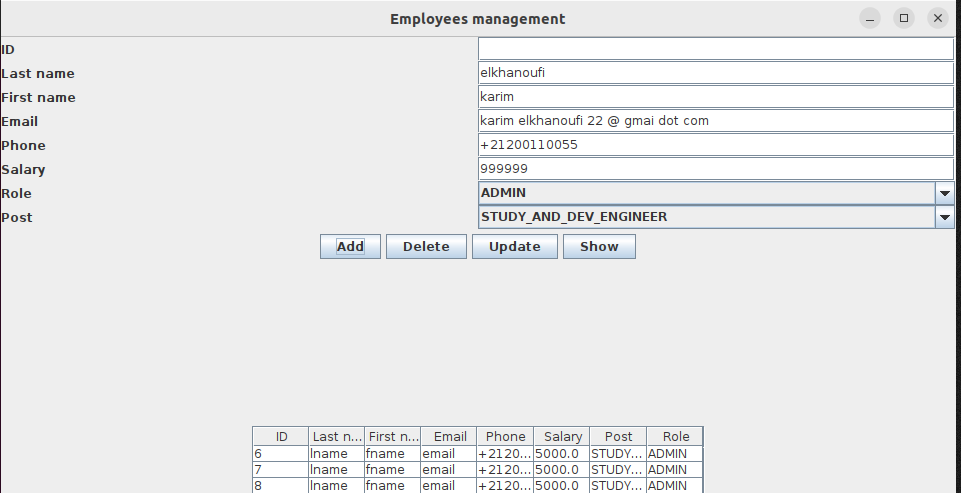 Employees management
ID
Last name elkhanoufi
First name karim
Email karim elkhanoufi 22 @ gmai dot com
Phone +21200110055
Salary 999999
Role ADMIN
Post STUDY_AND_DEV_ENGINEER
Add Delete Update Show
ID Last n... First n... Email Phone Salary Post Role
6 lname fname email +2120... 5000.0 STUDY... ADMIN
7 lname fname email +2120... 5000.0 STUDY... ADMIN
8 lname fname email +2120... 5000.0 STUDY... ADMIN